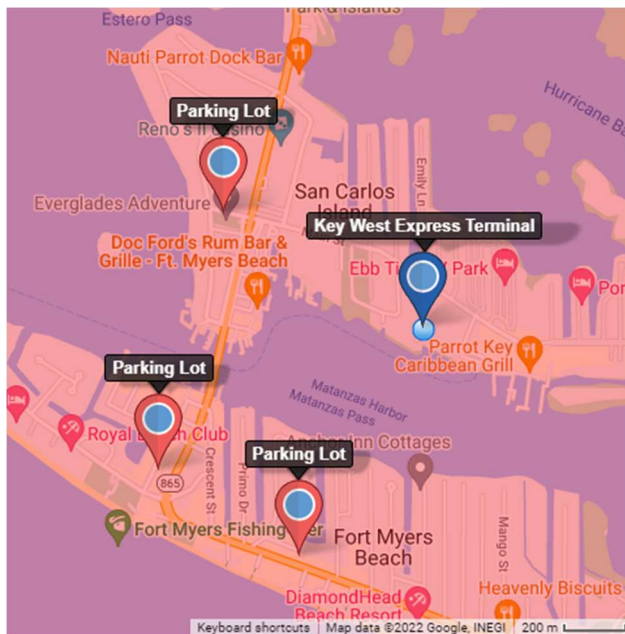 Estero Pass
Park & Islands
Nauti Parrot Dock Bar
Hurricane Ba
Parking Lot
Reno's II Casino
Emily Ln
Everglades Adventure
San Carlos
Island
Key West Express Terminal
Doc Ford's Rum Bar &
Grille - Ft. Myers Beach
Ebb Ti
Park
Por
Parrot Key
Caribbean Grill
Parking Lot
Matanzas Harbor
Matanzas Pass
Royal Beach Club
Anchor Inn Cottages
Parking Lot
865
Crescent St
Primo Dr
Mango St
Fort Myers Fishing Pier
Fort Myers
Beach
DiamondHead
Beach Resort
Heavenly Biscuits
Keyboard shortcuts
Map data ©2022 Google, INEGI
200 m